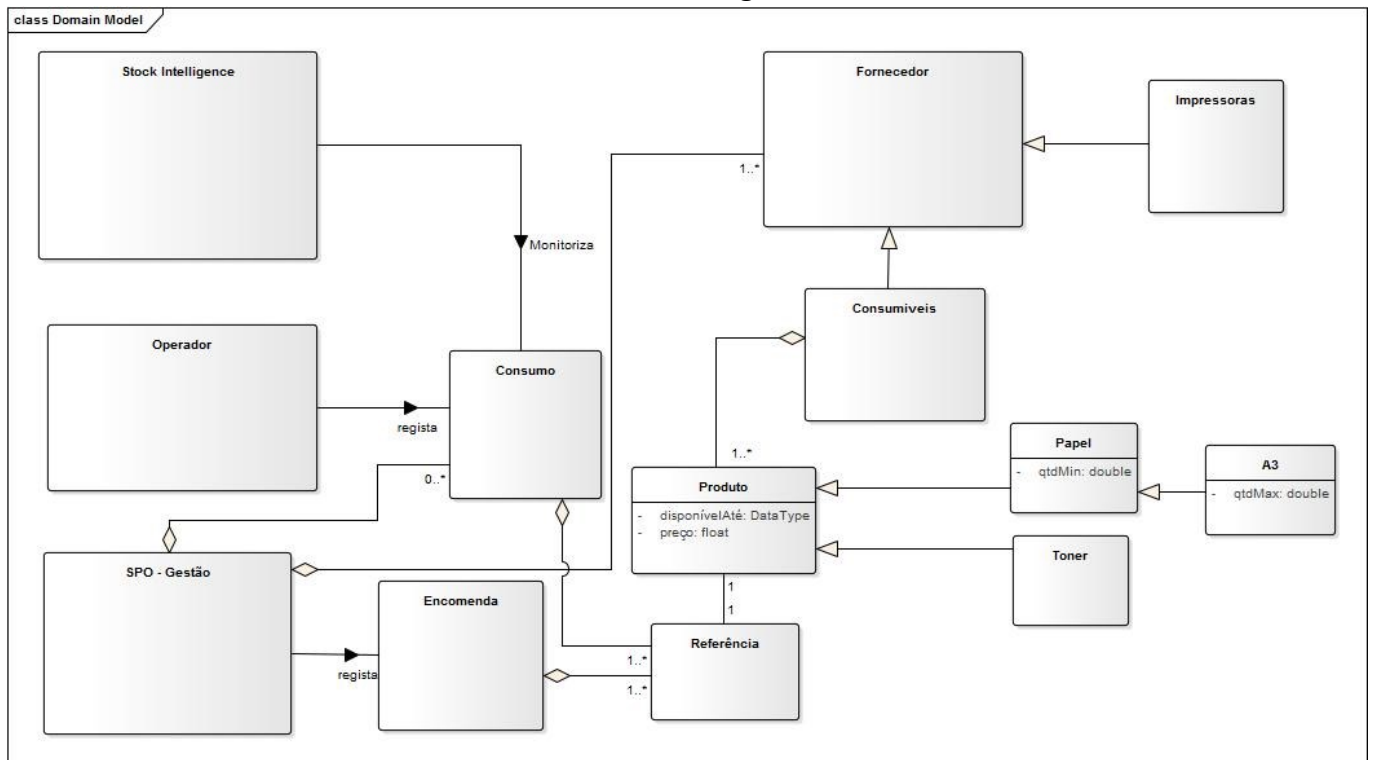 class Domain Model
Stock Intelligence
Fornecedor
Impressoras
1..*
Monitoriza
Operador
Consumo
Consumiveis
regista
0..*
1..*
Produto
- disponívelAté: DataType
- preço: float
Papel
- qtdMin: double
A3
- qtdMax: double
Toner
SPO - Gestão
Encomenda
regista
1
1
Referência
1..*
1..*